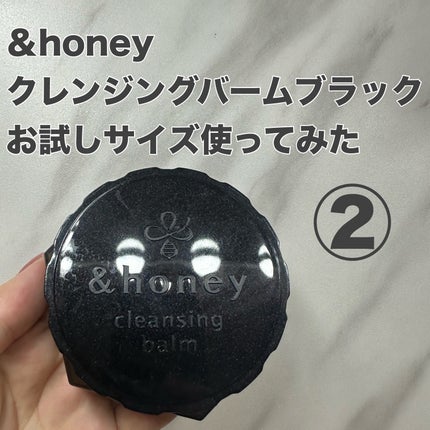 &honey
クレンジングバームブラック
お試しサイズ使ってみた
②
&honey
cleansing
balm